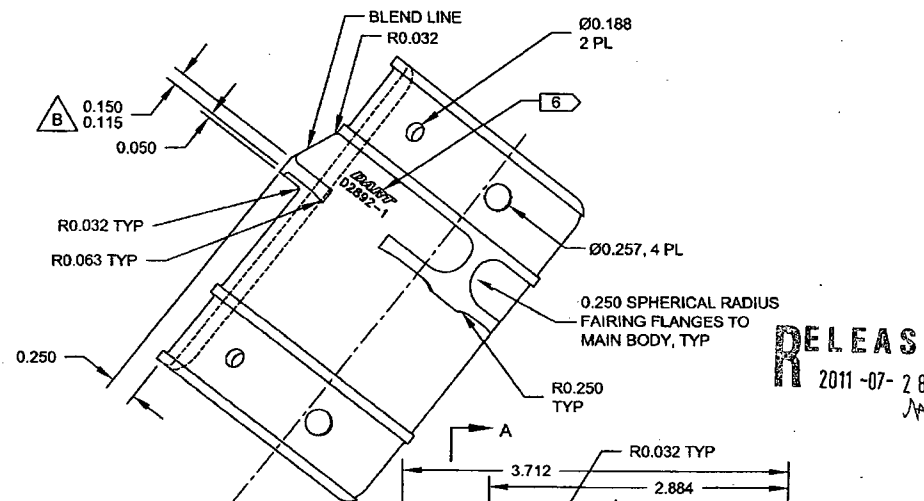 BLEND LINE
R0.032
Ø0.188
2 PL
6
B
0.150
0.115
0.050
DART
D2892-1
R0.032 TYP
R0.063 TYP
Ø0.257, 4 PL
0.250 SPHERICAL RADIUS
FAIRING FLANGES TO
MAIN BODY, TYP
RELEAS
2011-07-28
0.250
R0.250
TYP
A
R0.032 TYP
3.712
2.884